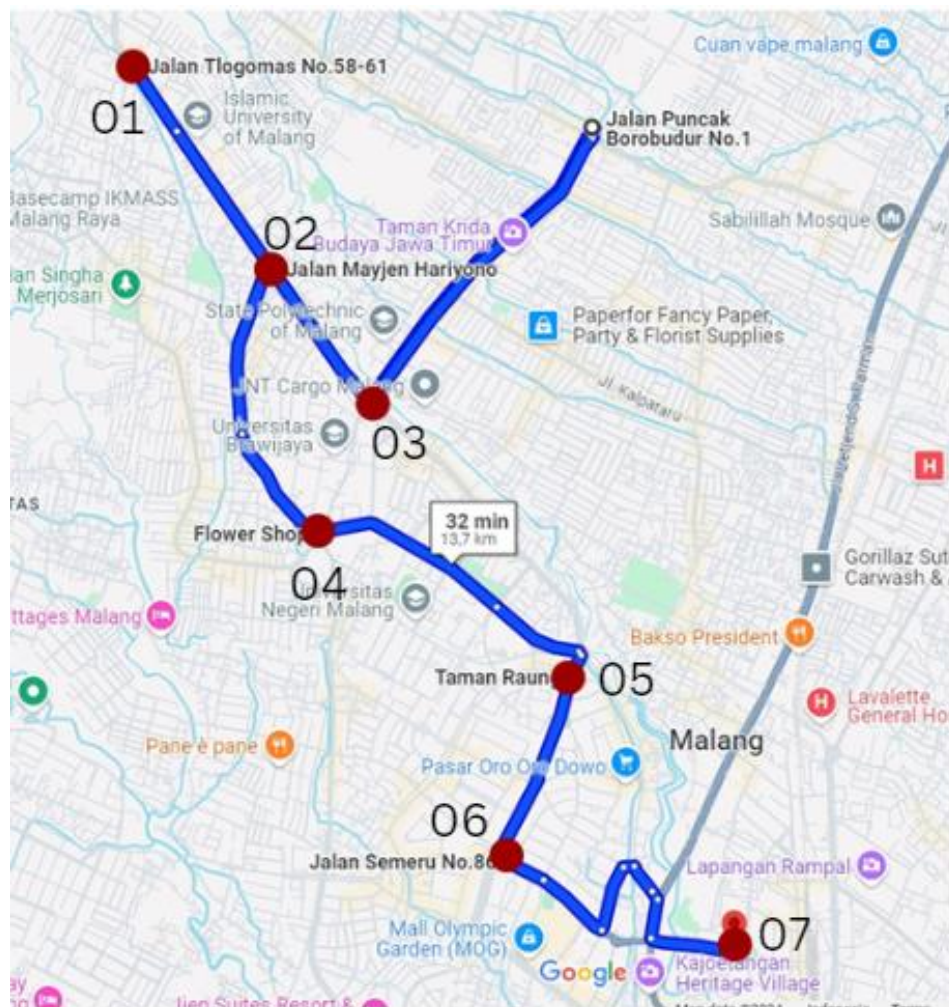 Cuan vape malang
Jalan Tlogomas No.58-61
01
Islamic
University
of Malang
Jalan Puncak
Borobudur No.1
Basecamp IKMASS
Malang Raya
Taman Krida
Budaya Jawa Timur
Sabilillah Mosque
02
Jalan Mayjen Hariyono
an Singha
Merjosari
State Polytechnic
of Malang
Paperfor Fancy Paper,
Party & Florist Supplies
JNT Cargo Malang
Jl. Kalpataru
03
Universitas
Brawijaya
H
ITAS
Flower Shop
32 min
13,7 km
04
Universitas
Negeri Malang
Gorillaz Sut
Carwash &
ttages Malang
Bakso President
Taman Raun
05
Lavalette
General Ho
H
Malang
Pane è pane
Pasar Oro Oro Dowo
06
Jalan Semeru No.86
Lapangan Rampal
Mall Olympic
Garden (MOG)
07
Google
Kajoetangan
Heritage Village